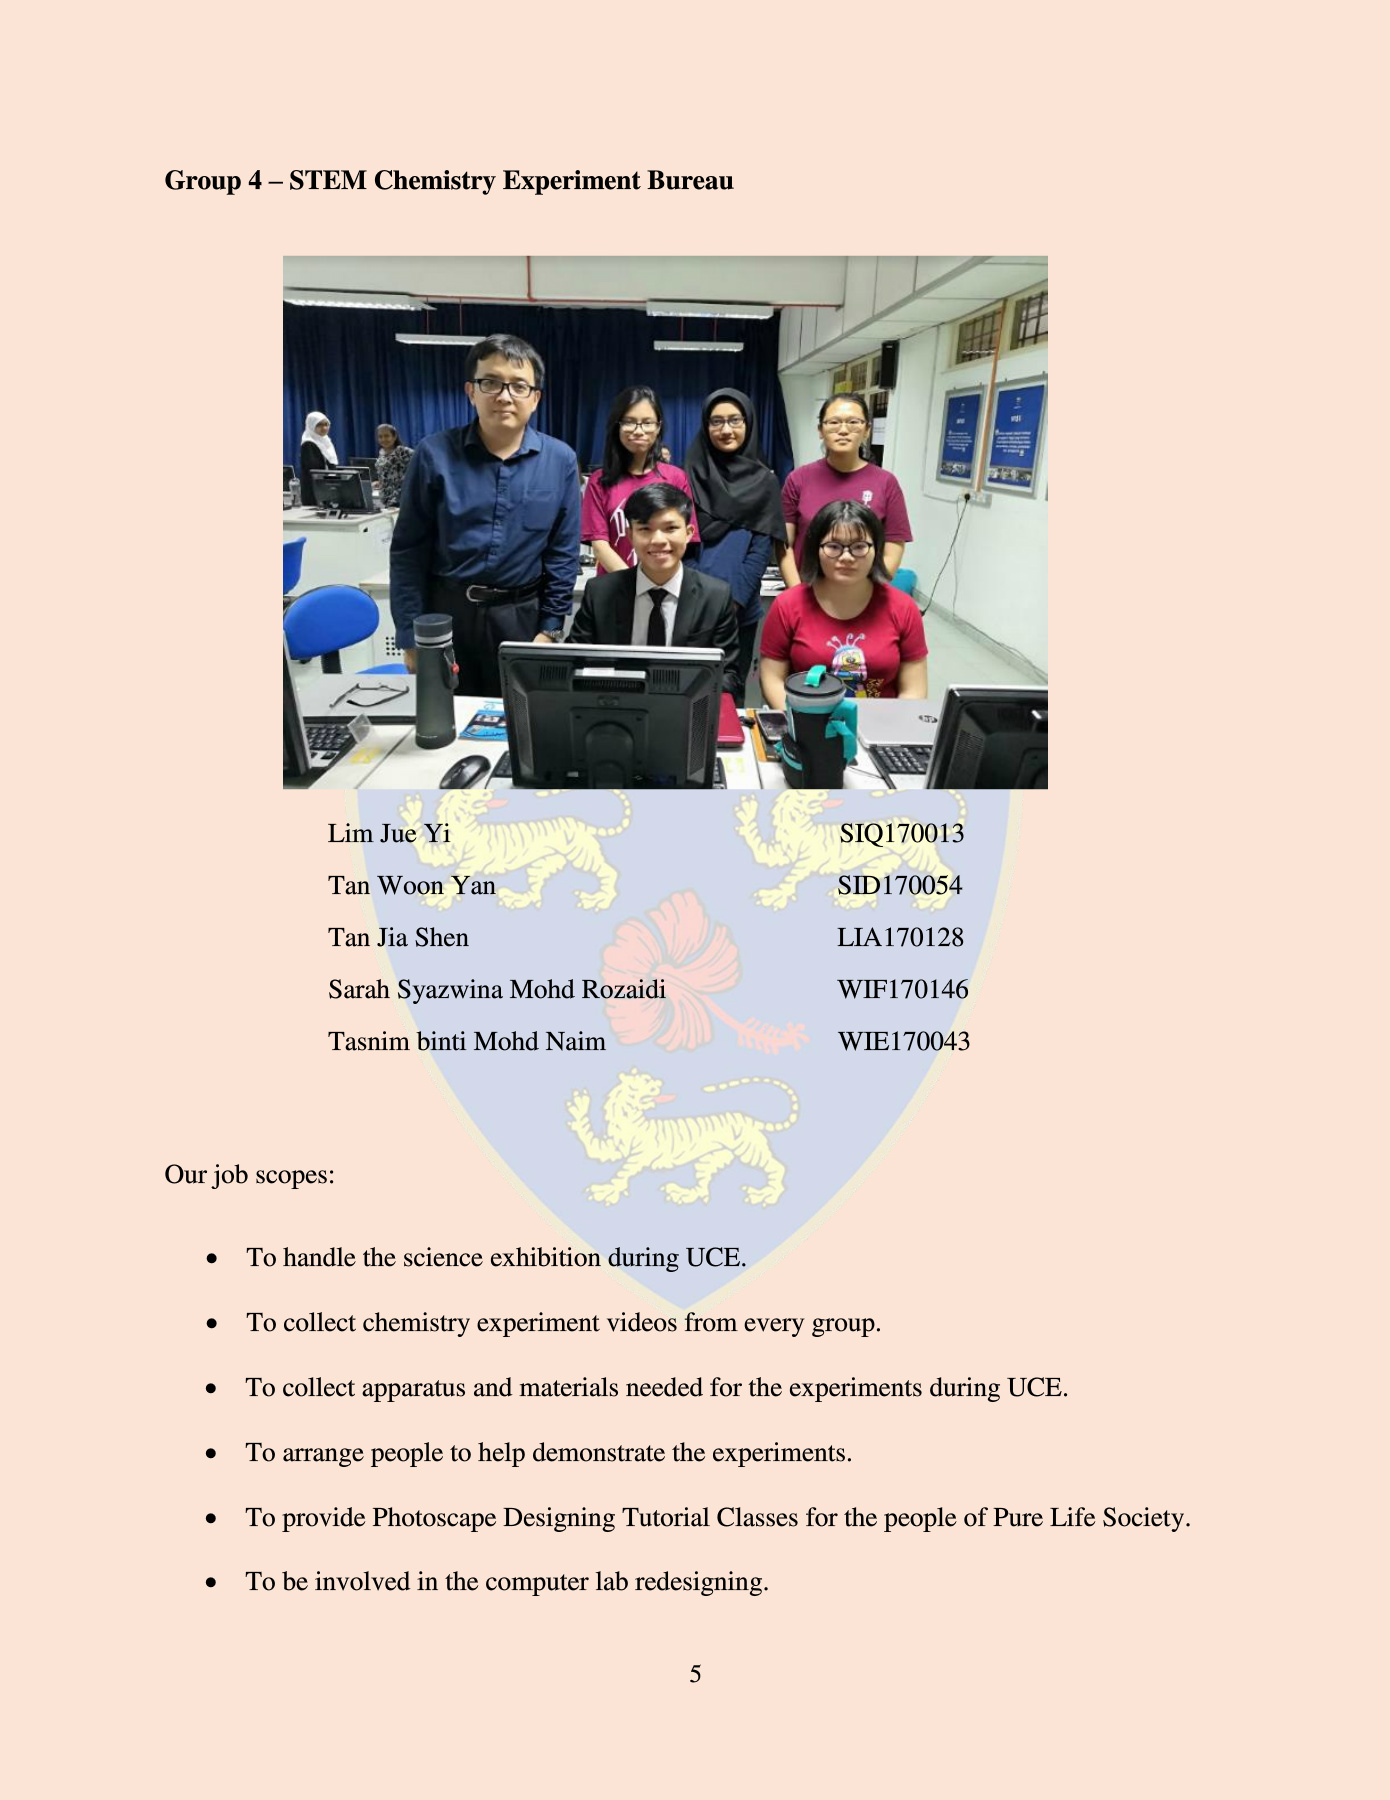 Group 4 – STEM Chemistry Experiment Bureau
Lim Jue Yi SIQ170013
Tan Woon Yan SID170054
Tan Jia Shen LIA170128
Sarah Syazwina Mohd Rozaidi WIF170146
Tasnim binti Mohd Naim WIE170043
Our job scopes:
• To handle the science exhibition during UCE.
• To collect chemistry experiment videos from every group.
• To collect apparatus and materials needed for the experiments during UCE.
• To arrange people to help demonstrate the experiments.
• To provide Photoscape Designing Tutorial Classes for the people of Pure Life Society.
• To be involved in the computer lab redesigning.
5